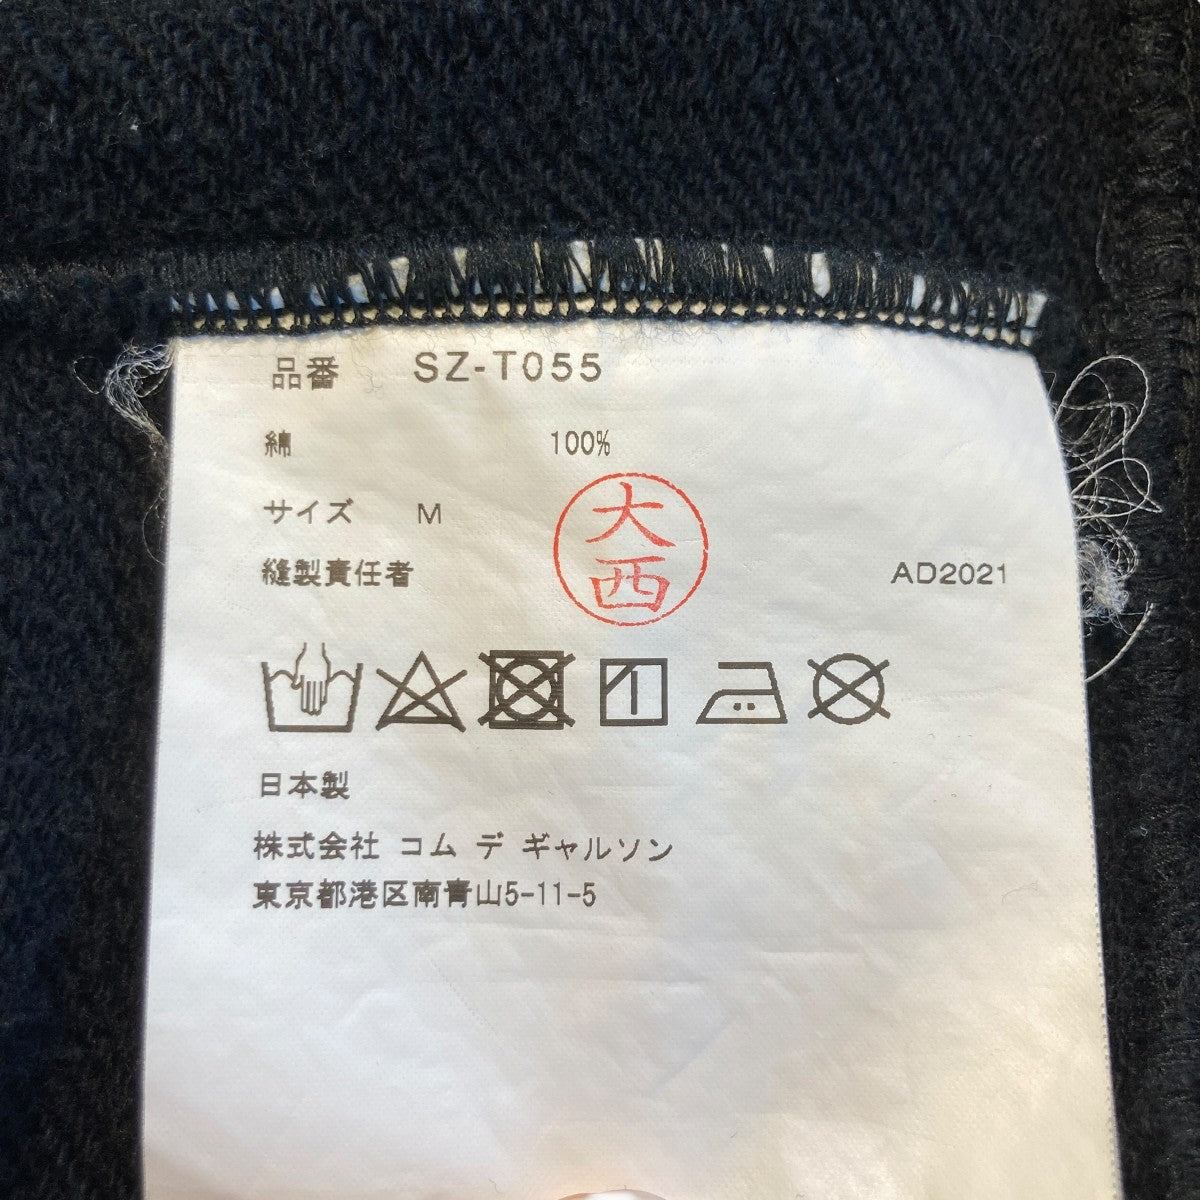 品番 SZ-T055
綿 100%
サイズ M
大西
縫製責任者 AD2021
日本製
株式会社 コム デ ギャルソン
東京都港区南青山5-11-5